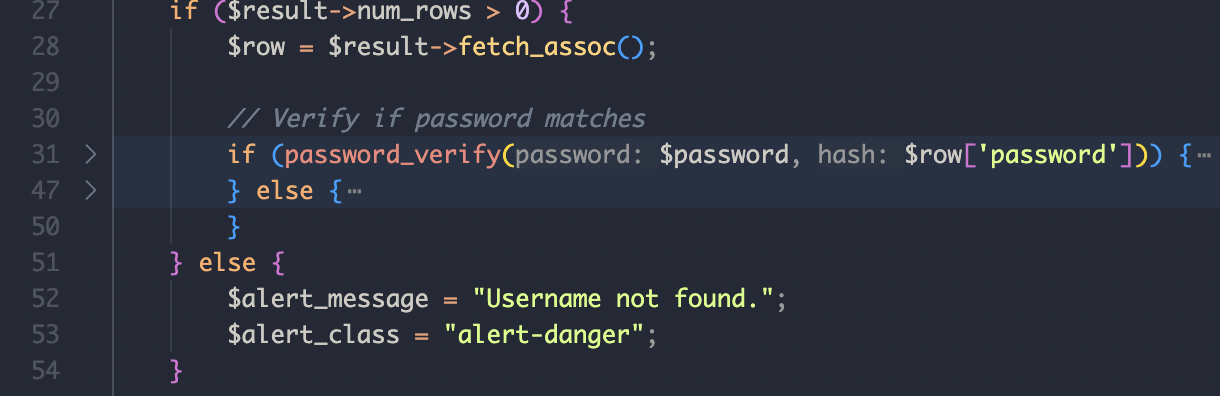 27 if ($result->num_rows > 0) {
28 $row = $result->fetch_assoc();
29
30 // Verify if password matches
31 if (password_verify(password: $password, hash: $row['password'])) {⋯
47 } else {⋯
50 }
51 } else {
52 $alert_message = "Username not found.";
53 $alert_class = "alert-danger";
54 }